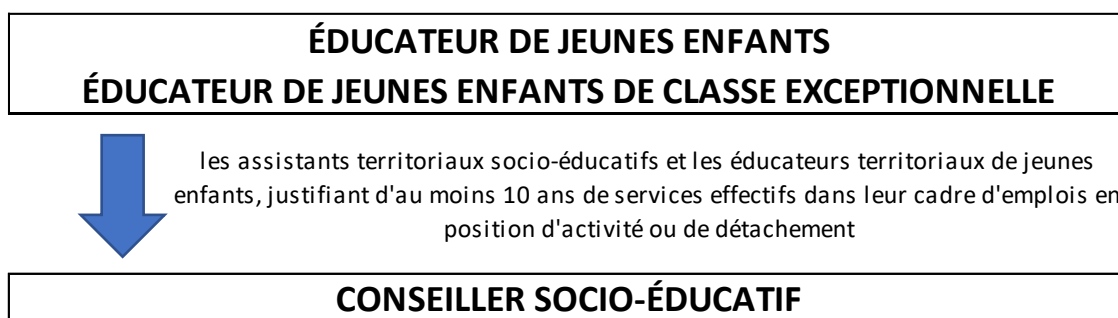 ÉDUCATEUR DE JEUNES ENFANTS
ÉDUCATEUR DE JEUNES ENFANTS DE CLASSE EXCEPTIONNELLE
les assistants territoriaux socio-éducatifs et les éducateurs territoriaux de jeunes
enfants, justifiant d'au moins 10 ans de services effectifs dans leur cadre d'emplois en
position d'activité ou de détachement
CONSEILLER SOCIO-ÉDUCATIF